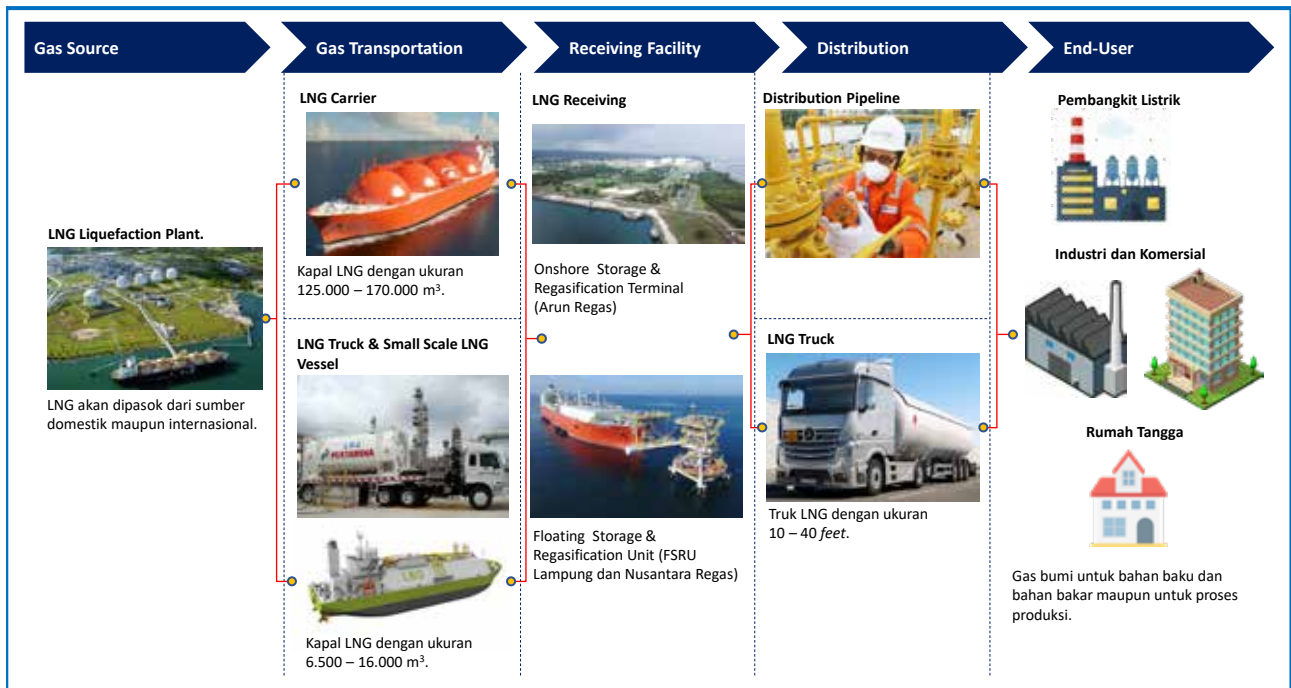 Gas Source
Gas Transportation
Receiving Facility
Distribution
End-User
LNG Liquefaction Plant.
LNG akan dipasok dari sumber
domestik maupun internasional.
LNG Carrier
Kapal LNG dengan ukuran
125.000 – 170.000 m³.
LNG Truck & Small Scale LNG
Vessel
LNG
PERTAMINA
LNG
Kapal LNG dengan ukuran
6.500 – 16.000 m³.
LNG Receiving
Onshore Storage &
Regasification Terminal
(Arun Regas)
Floating Storage &
Regasification Unit (FSRU
Lampung dan Nusantara Regas)
Distribution Pipeline
LNG Truck
Truk LNG dengan ukuran
10 – 40 feet.
Pembangkit Listrik
Industri dan Komersial
Rumah Tangga
Gas bumi untuk bahan baku dan
bahan bakar maupun untuk proses
produksi.